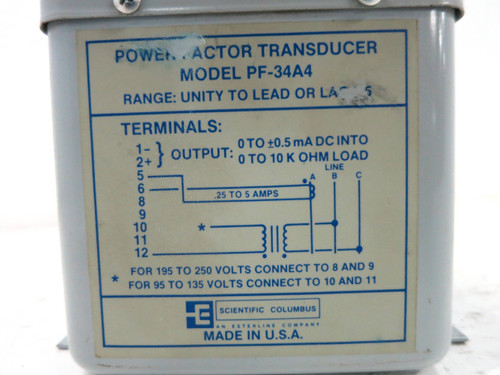 POWER FACTOR TRANSDUCER
MODEL PF-34A4
RANGE: UNITY TO LEAD OR
TERMINALS:
1-
2+ } OUTPUT: 0 TO ±0.5 mA DC INTO
0 TO 10 K OHM LOAD
LINE
5 A B C
6
.25 TO 5 AMPS
8
9
10 *
11
12
FOR 195 TO 250 VOLTS CONNECT TO 8 AND 9
* FOR 95 TO 135 VOLTS CONNECT TO 10 AND 11
SCIENTIFIC COLUMBUS
AN ESTERLINE COMPANY
MADE IN U.S.A.